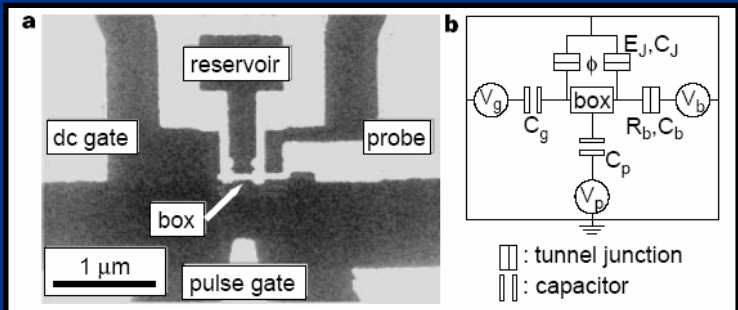 a
reservoir
dc gate
probe
box
1 μm
pulse gate
b
E_J,C_J
ϕ
V_g
box
V_b
C_g
R_b,C_b
C_p
V_p
: tunnel junction
: capacitor